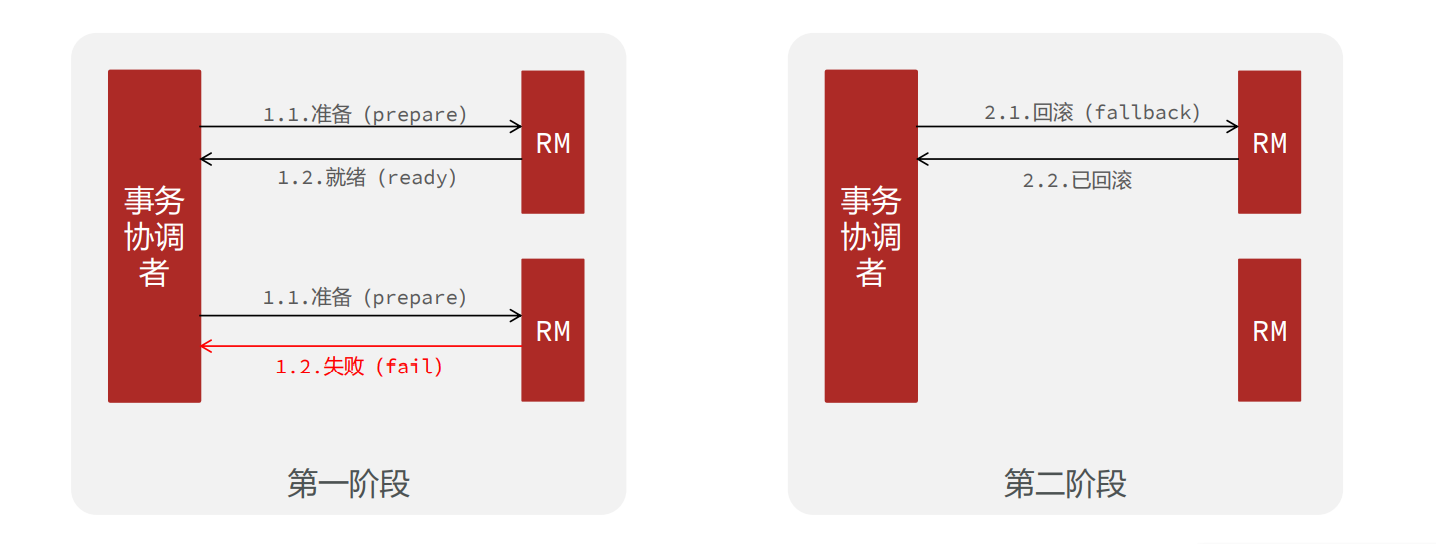 1.1.准备（prepare）
RM
1.2.就绪（ready）
事务
协调
者
1.1.准备（prepare）
RM
1.2.失败（fail）
第一阶段
2.1.回滚（fallback）
RM
2.2.已回滚
事务
协调
者
RM
第二阶段